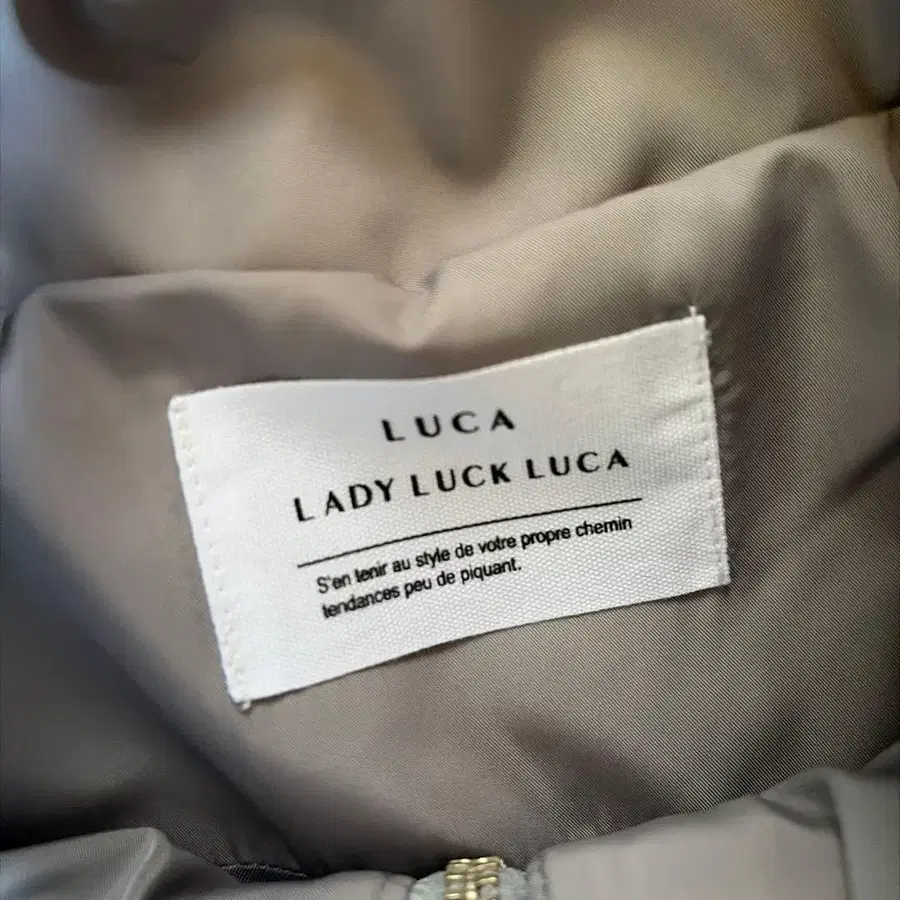 LUCA
LADY LUCK LUCA
S'en tenir au style de votre propre chemin
tendances peu de piquant.